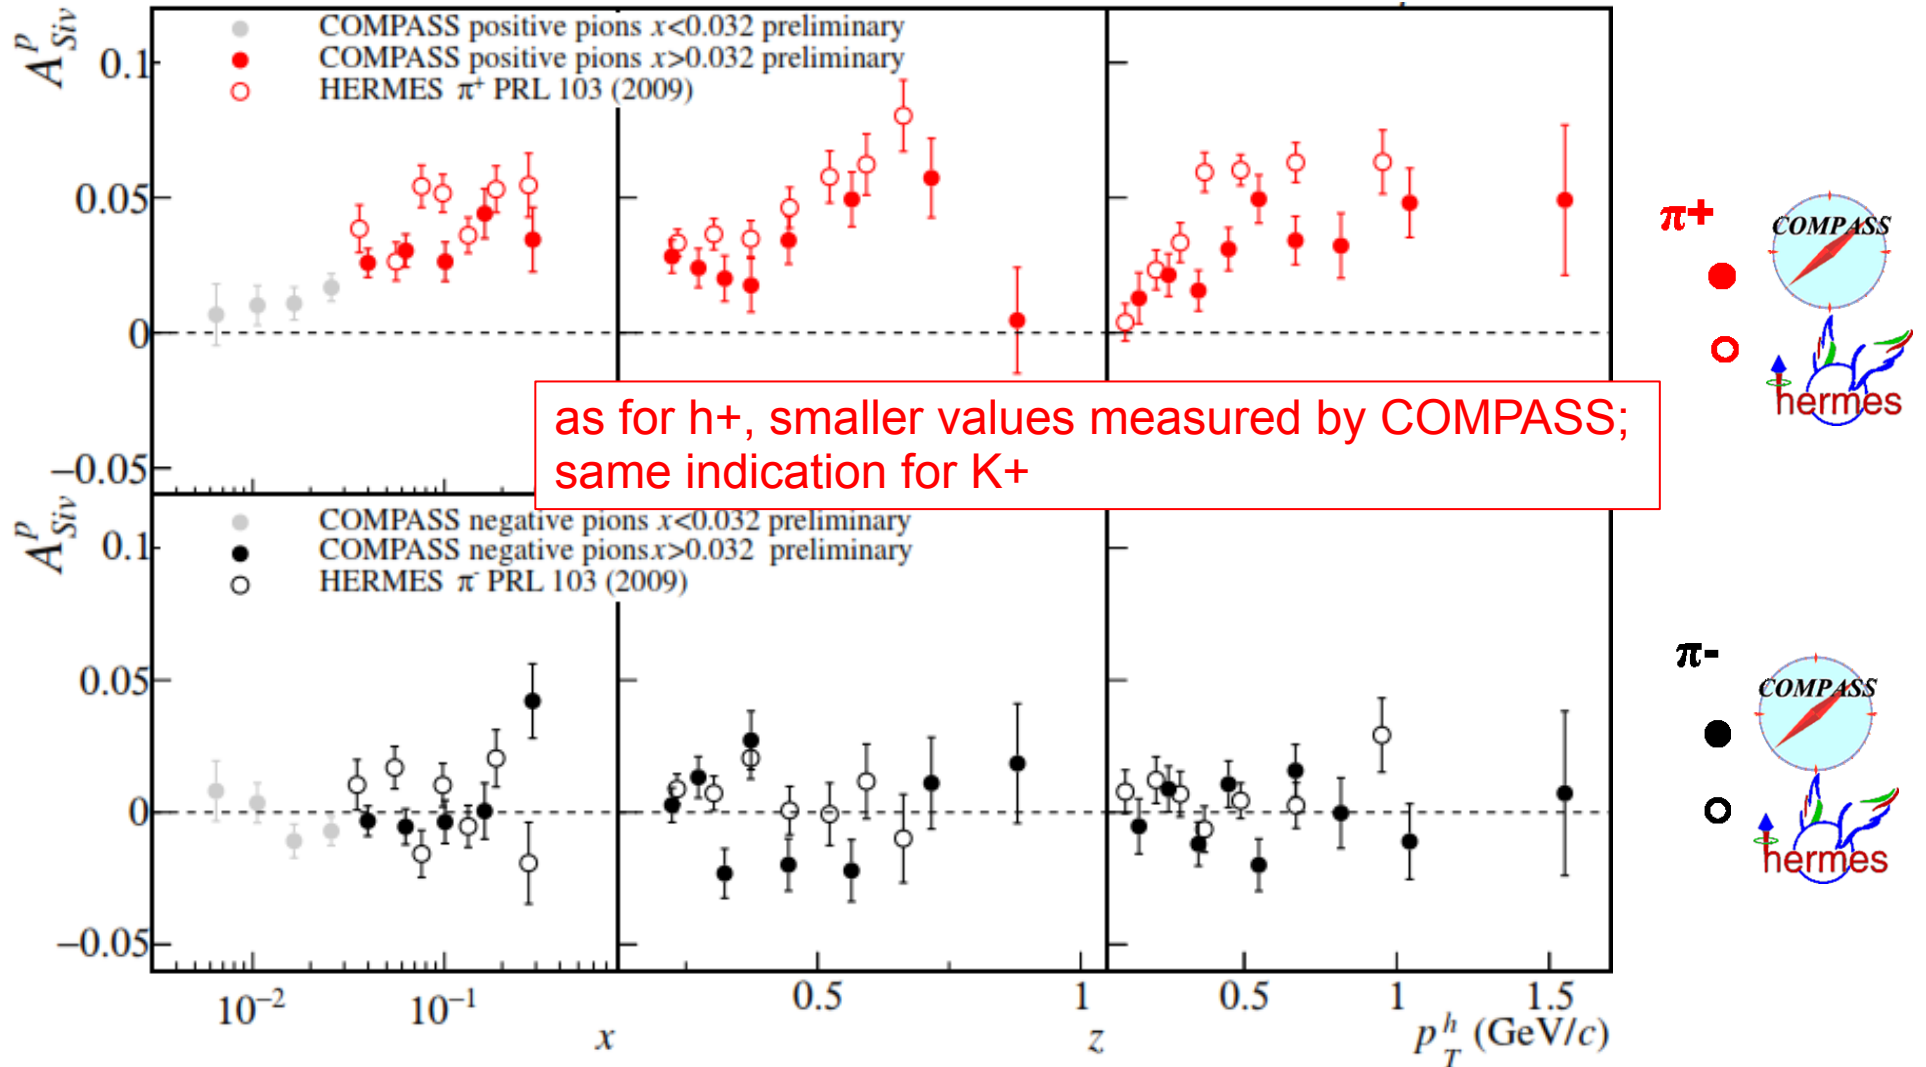 COMPASS positive pions x<0.032 preliminary
COMPASS positive pions x>0.032 preliminary
HERMES π+ PRL 103 (2009)
A^p_Siv
0.1
0.05
0
−0.05
π+
COMPASS
hermes
as for h+, smaller values measured by COMPASS;
same indication for K+
COMPASS negative pions x<0.032 preliminary
COMPASS negative pions x>0.032 preliminary
HERMES π- PRL 103 (2009)
A^p_Siv
0.1
0.05
0
−0.05
π-
COMPASS
hermes
10^−2 10^−1 0.5 1 0.5 1 1.5
x z p_T^h (GeV/c)